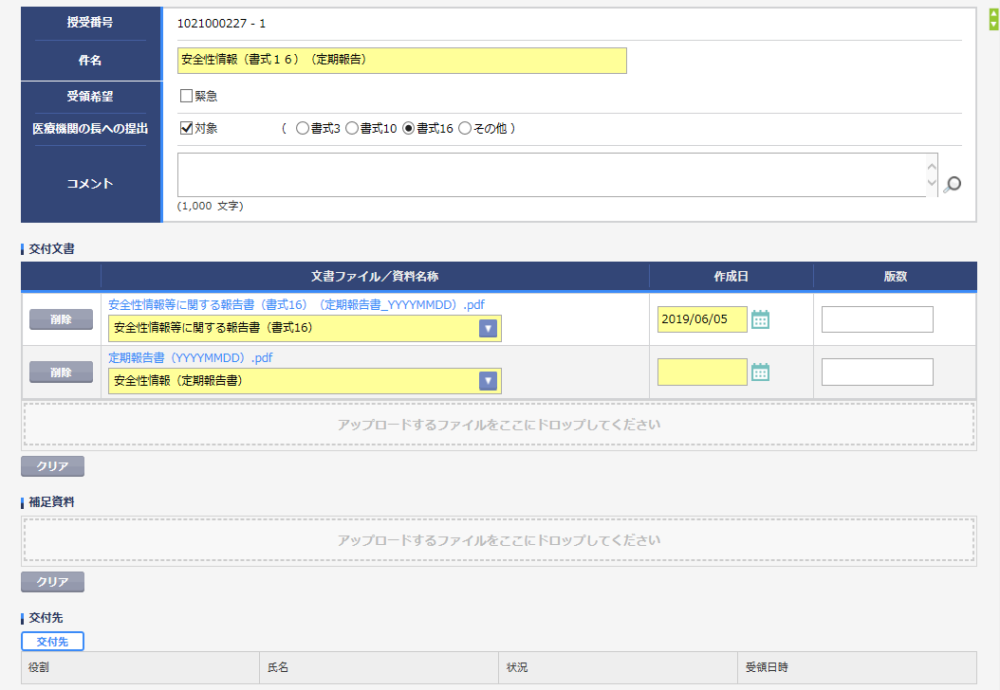 授受番号 1021000227 - 1
件名 安全性情報（書式１６）（定期報告）
受領希望 緊急
医療機関の長への提出 対象 （ 書式3 書式10 書式16 その他 ）
コメント
(1,000 文字)
交付文書
文書ファイル／資料名称 作成日 版数
削除 安全性情報等に関する報告書（書式16）（定期報告書_YYYYMMDD）.pdf
安全性情報等に関する報告書（書式16） 2019/06/05
削除 定期報告書（YYYYMMDD）.pdf
安全性情報（定期報告書）
アップロードするファイルをここにドロップしてください
クリア
補足資料
アップロードするファイルをここにドロップしてください
クリア
交付先
交付先
役割 氏名 状況 受領日時